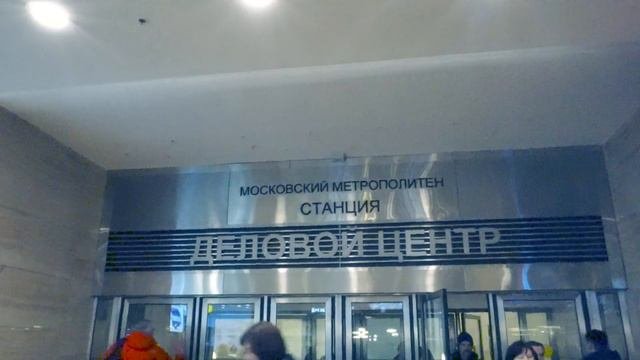 МОСКОВСКИЙ МЕТРОПОЛИТЕН
СТАНЦИЯ
ДЕЛОВОЙ ЦЕНТР